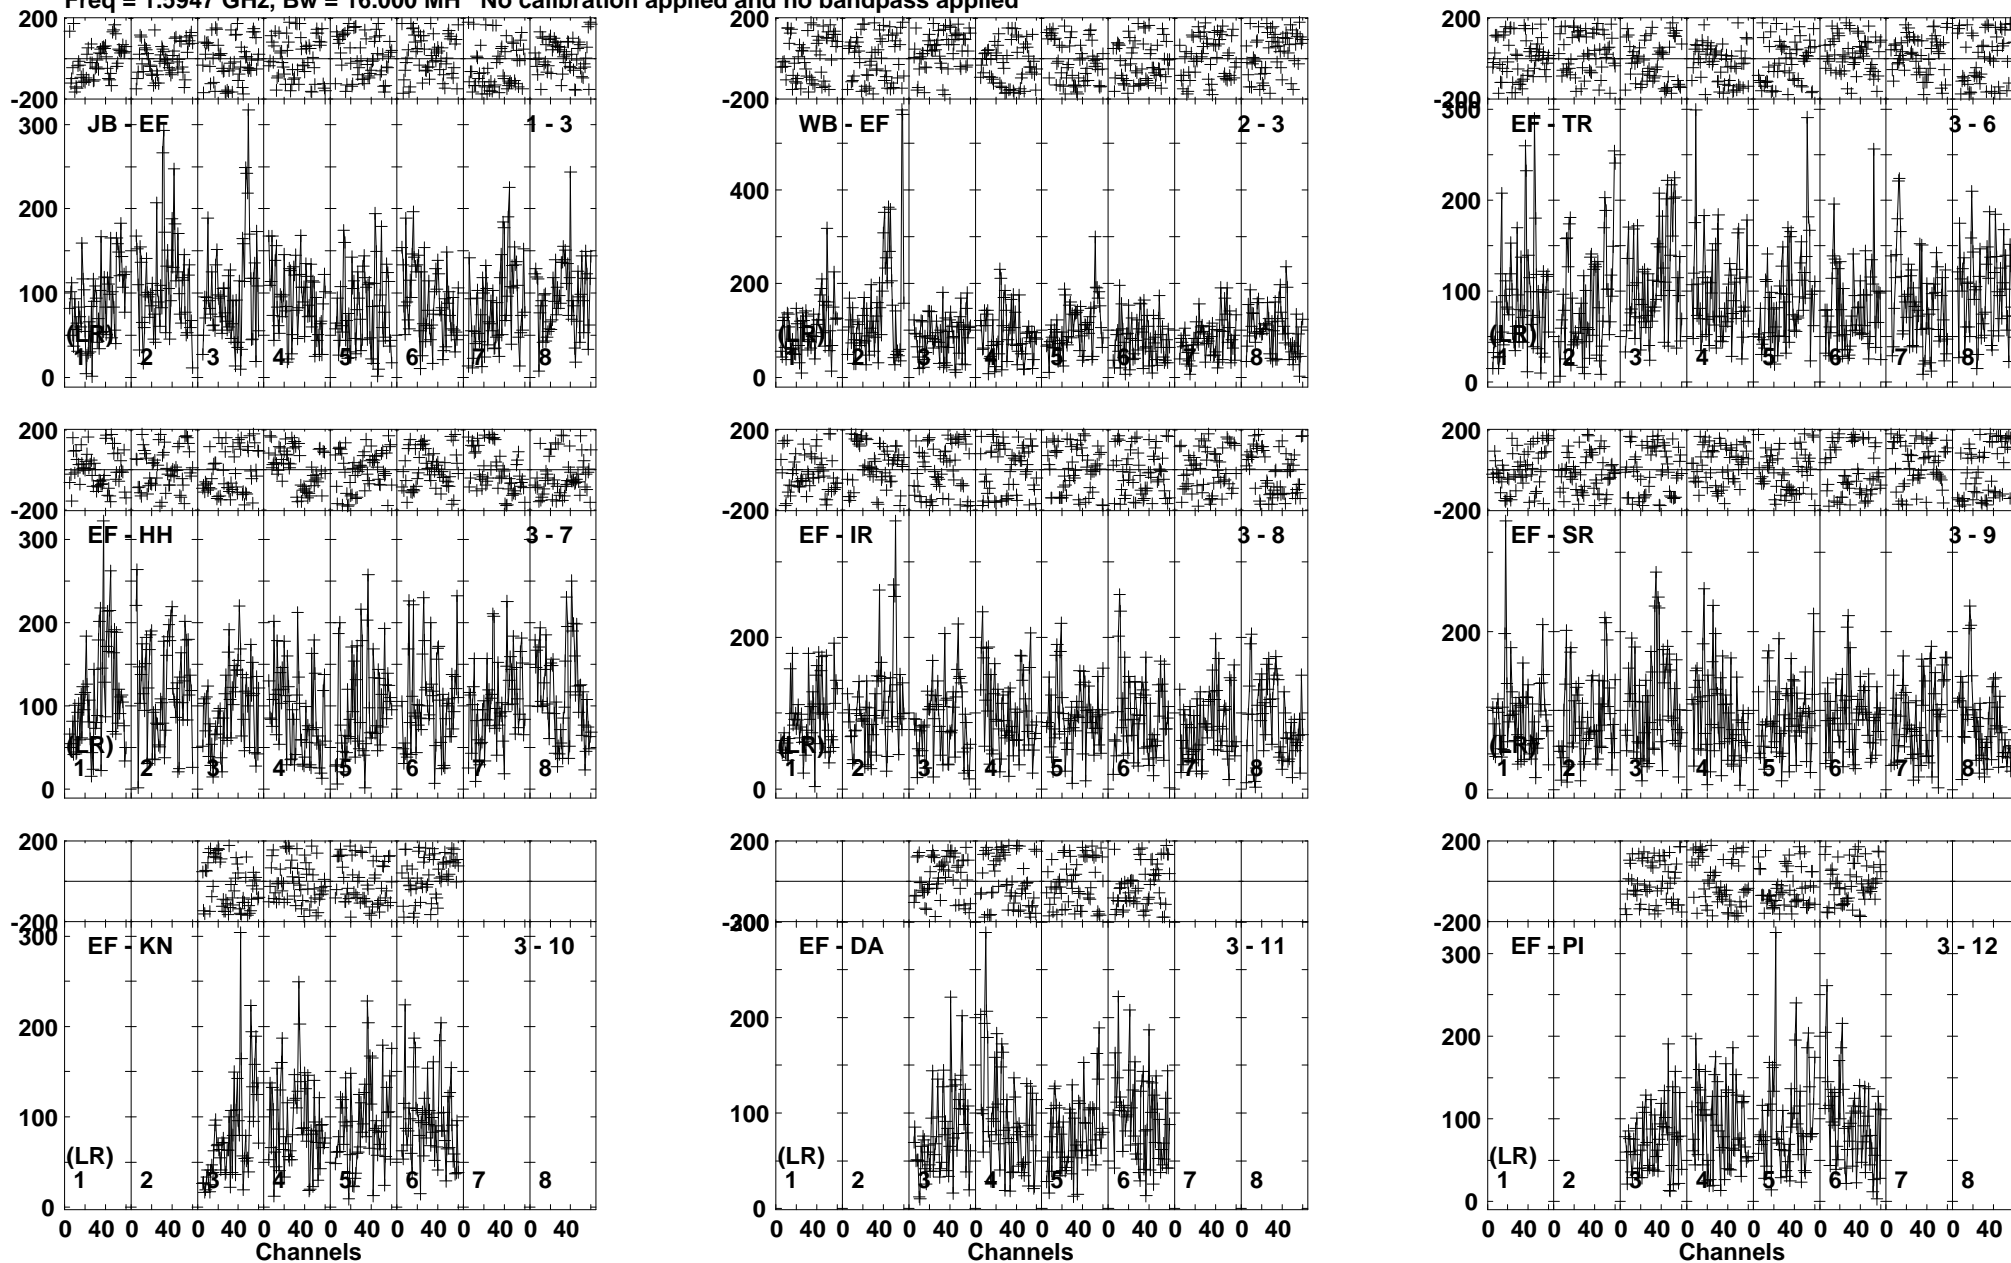 Freq = 1.5947 GHz, Bw = 16.000 MH No calibration applied and no bandpass applied
200 200 200
-200 -200 -200
JB - EF 1 - 3 WB - EF 2 - 3 EF - TR 3 - 6
300 300
400
200 200 200
100 100
(LR) (LR) (LR)
1 2 3 4 5 6 7 8 1 2 3 4 5 6 7 8 1 2 3 4 5 6 7 8
0 0 0
200 200 200
-200 -200 -200
EF - HH 3 - 7 EF - IR 3 - 8 EF - SR 3 - 9
300
200 200 200
100
(LR) (LR) (LR)
1 2 3 4 5 6 7 8 1 2 3 4 5 6 7 8 1 2 3 4 5 6 7 8
0 0 0
200 200 200
-200 -200 -200
EF - KN 3 - 10 EF - DA 3 - 11 EF - PI 3 - 12
300 300 300
200 200 200
100 100 100
(LR) (LR) (LR)
1 2 3 4 5 6 7 8 1 2 3 4 5 6 7 8 1 2 3 4 5 6 7 8
0 0 0
0 40 0 40 0 40 0 40 0 40 0 40 0 40 0 40 0 40 0 40 0 40 0 40 0 40 0 40 0 40 0 40 0 40 0 40 0 40 0 40 0 40 0 40 0 40 0 40
Channels Channels Channels